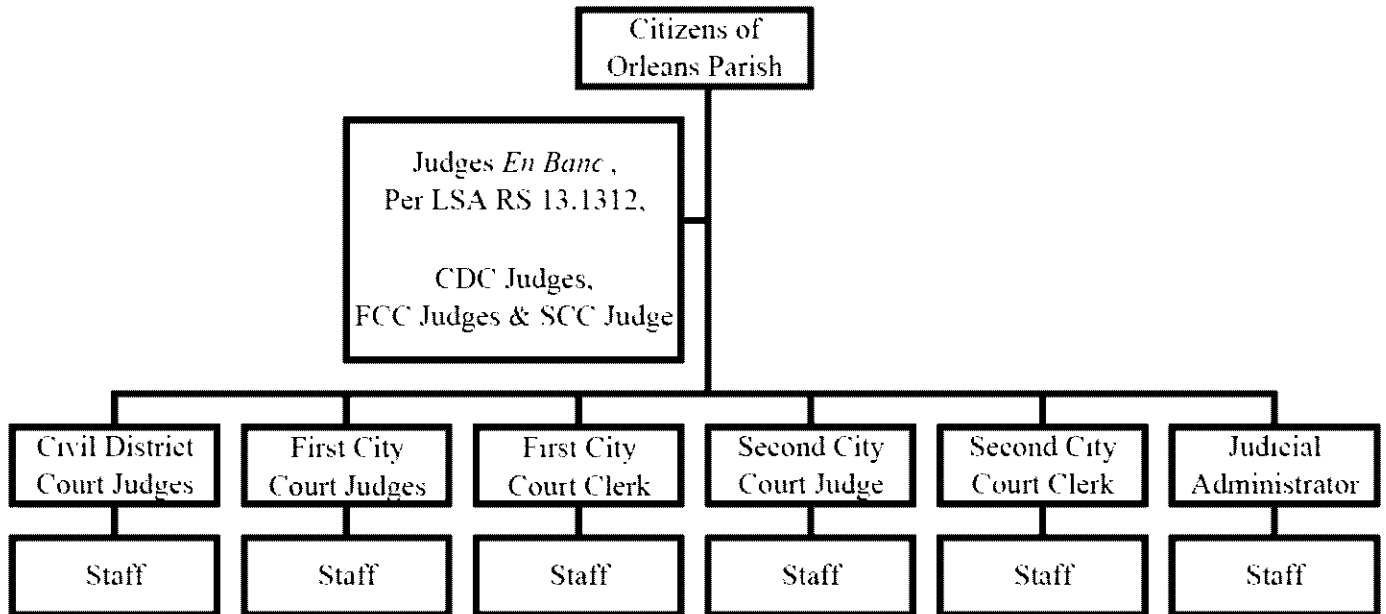 Citizens of
Orleans Parish
Judges En Banc ,
Per LSA RS 13.1312,
CDC Judges,
FCC Judges & SCC Judge
Civil District
Court Judges
First City
Court Judges
First City
Court Clerk
Second City
Court Judge
Second City
Court Clerk
Judicial
Administrator
Staff
Staff
Staff
Staff
Staff
Staff